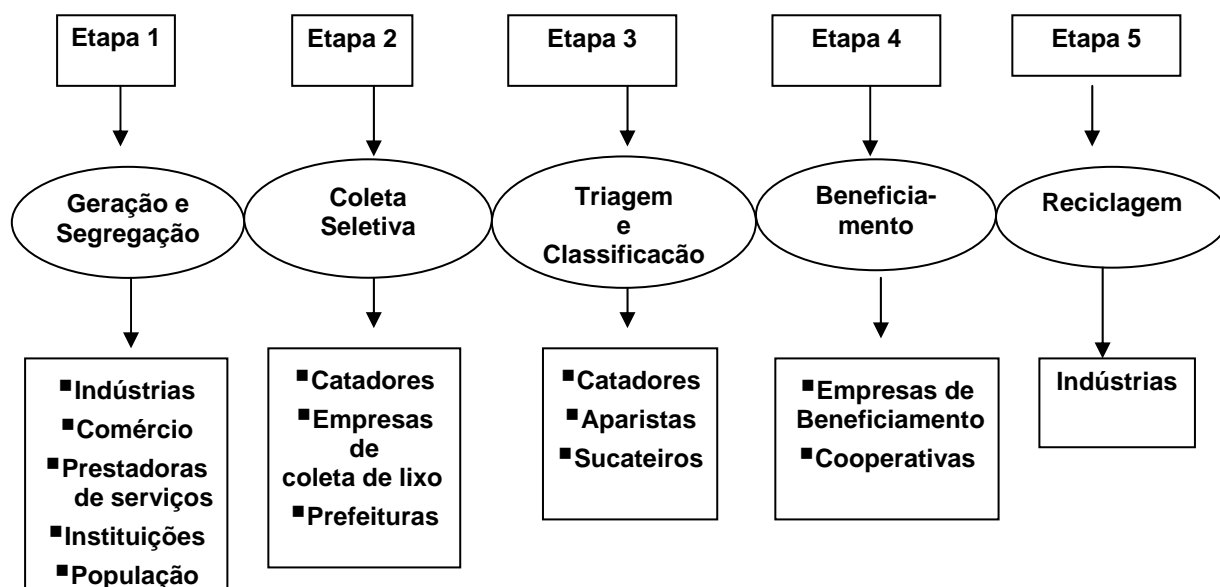 Etapa 1
Etapa 2
Etapa 3
Etapa 4
Etapa 5
Geração e
Segregação
Coleta
Seletiva
Triagem
e
Classificação
Beneficia-
mento
Reciclagem
▪Indústrias
▪Comércio
▪Prestadoras
de serviços
▪Instituições
▪População
▪Catadores
▪Empresas
de
coleta de lixo
▪Prefeituras
▪Catadores
▪Aparistas
▪Sucateiros
▪Empresas de
Beneficiamento
▪Cooperativas
Indústrias